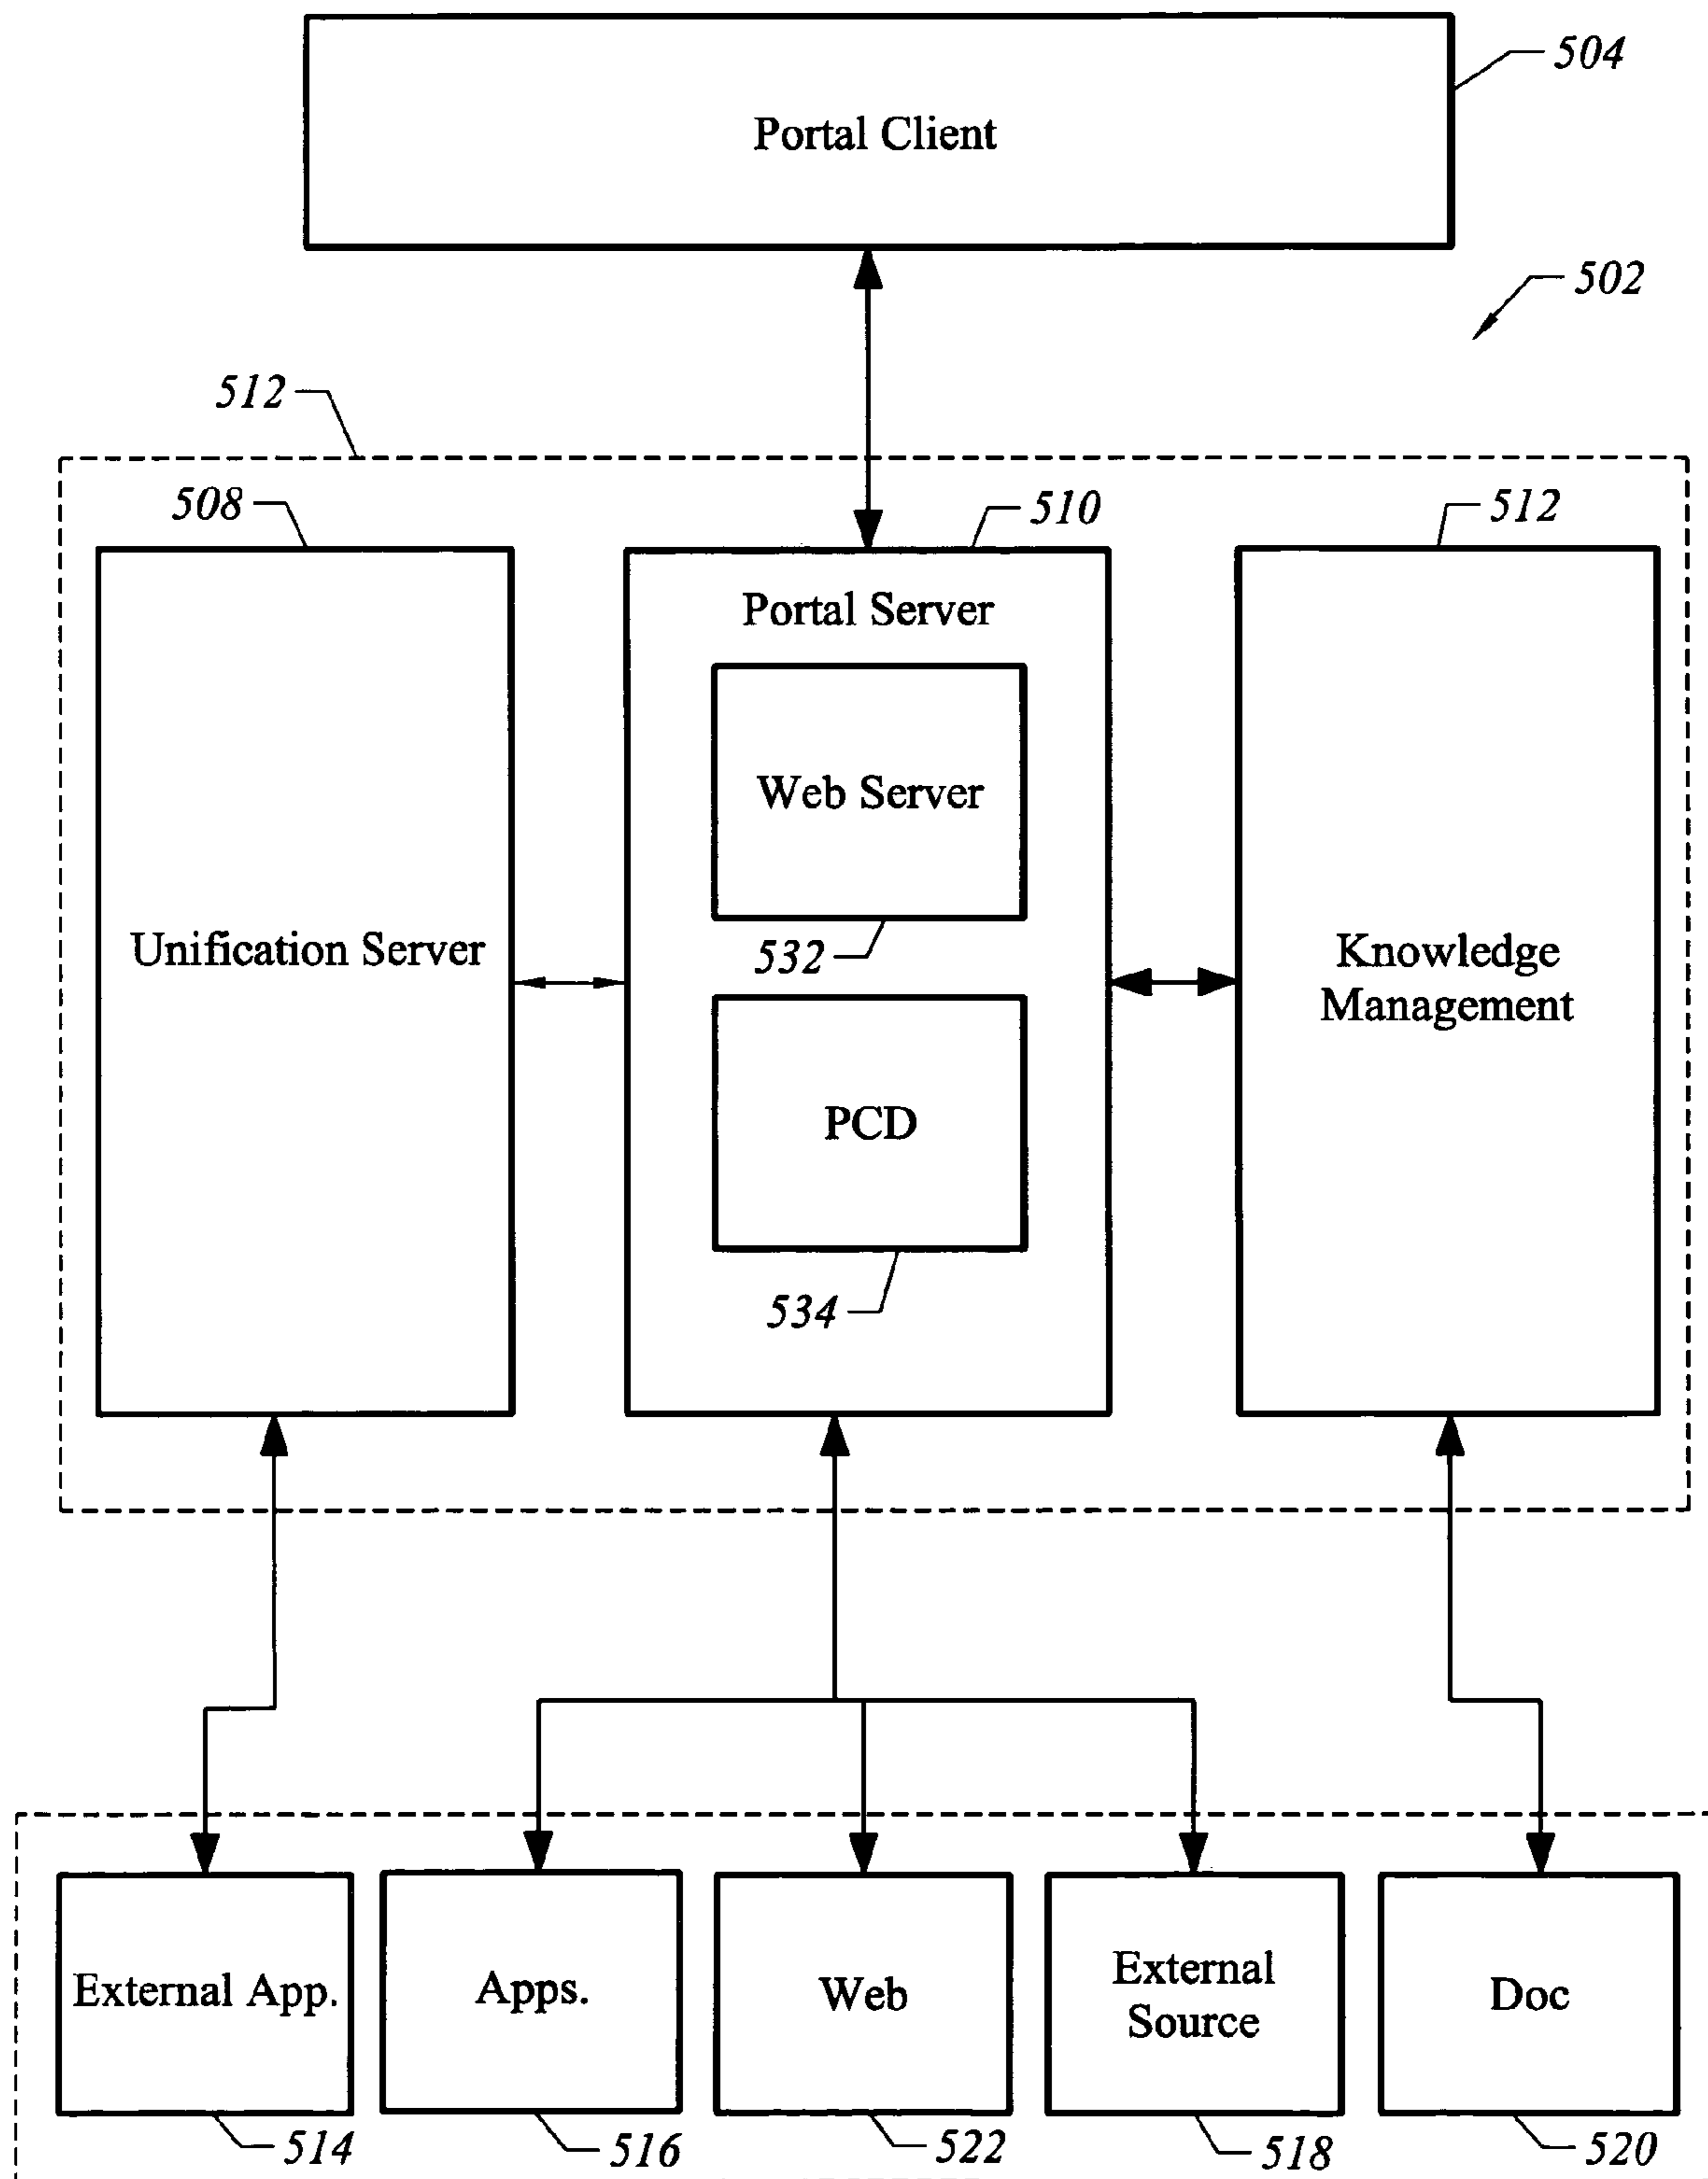 504
Portal Client
502
512
508
510
512
Portal Server
Web Server
532
Unification Server
Knowledge
Management
PCD
534
External App.
Apps.
Web
External
Source
Doc
514
516
522
518
520